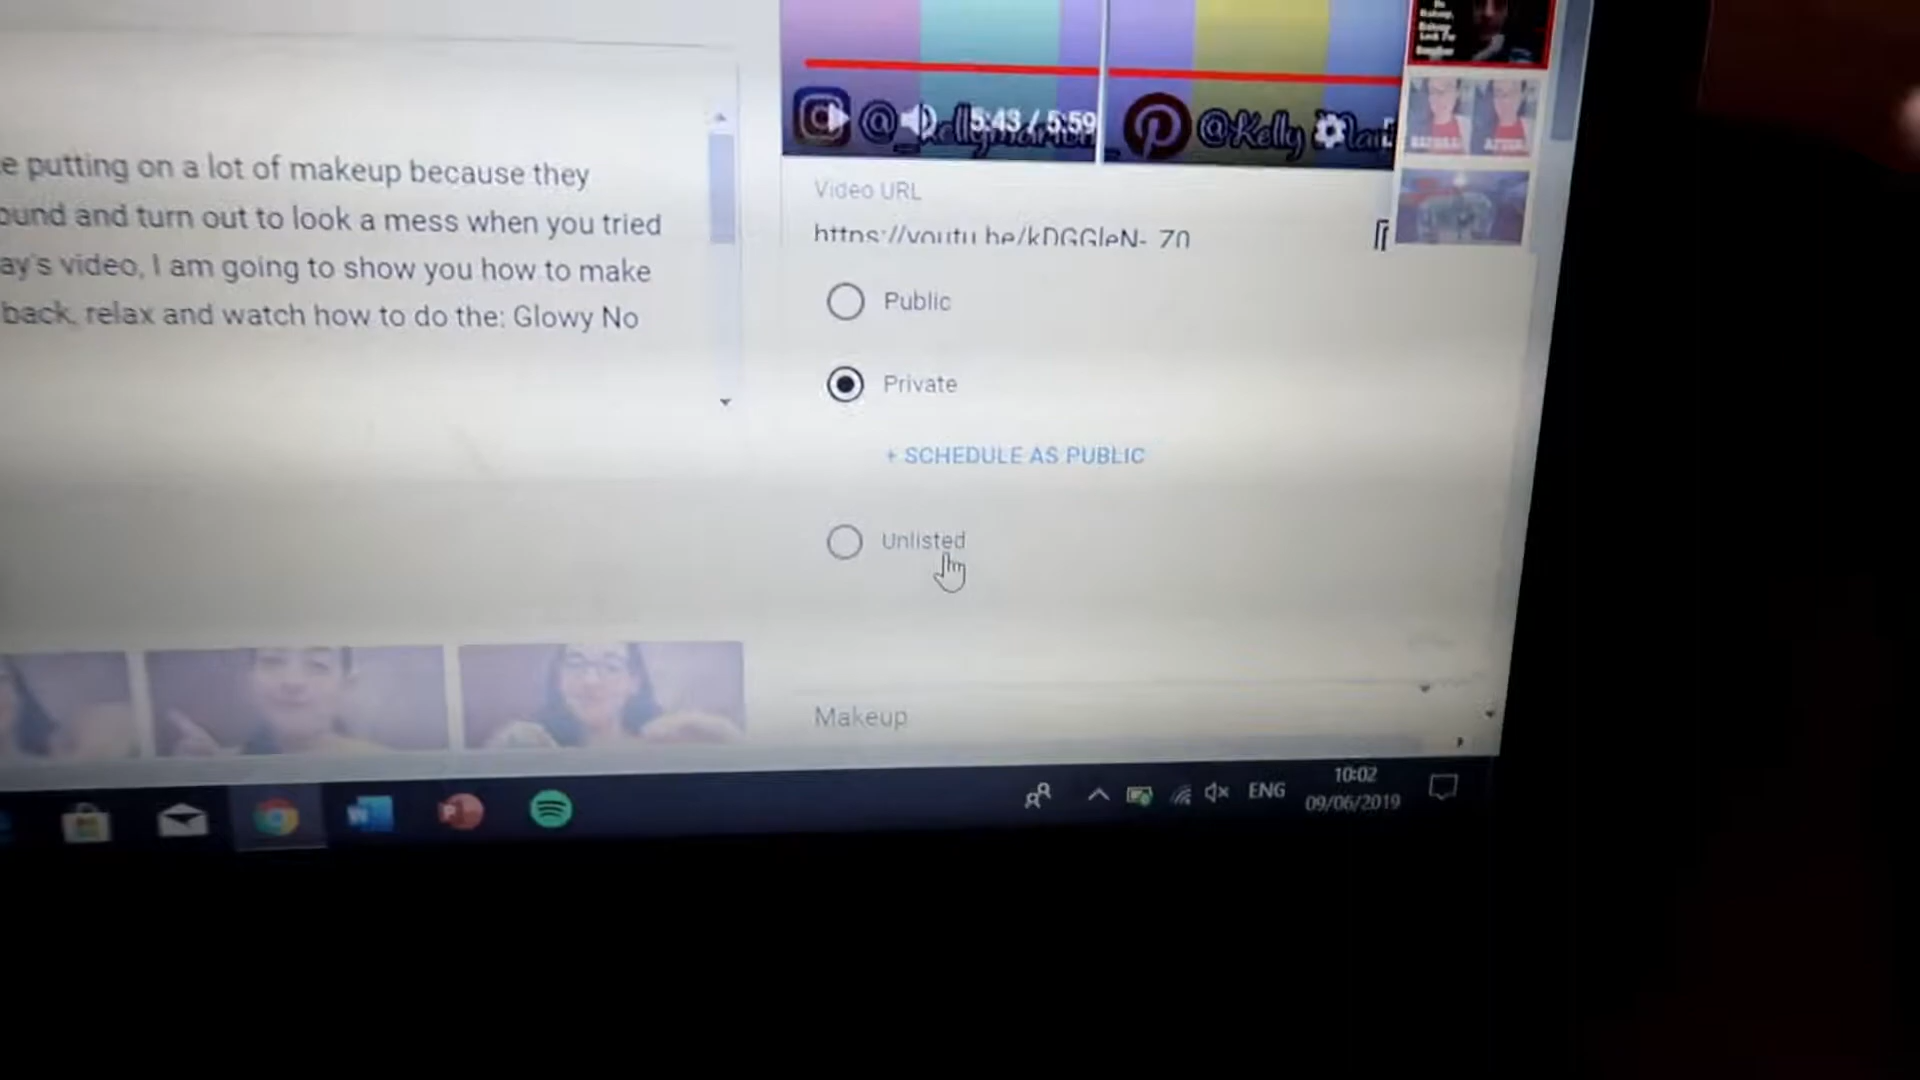 5:43 / 5:59
@Kelly
e putting on a lot of makeup because they
ound and turn out to look a mess when you tried
ay's video, I am going to show you how to make
back, relax and watch how to do the: Glowy No
Video URL
Public
Private
+ SCHEDULE AS PUBLIC
Unlisted
Makeup
ENG
10:02
09/06/2019